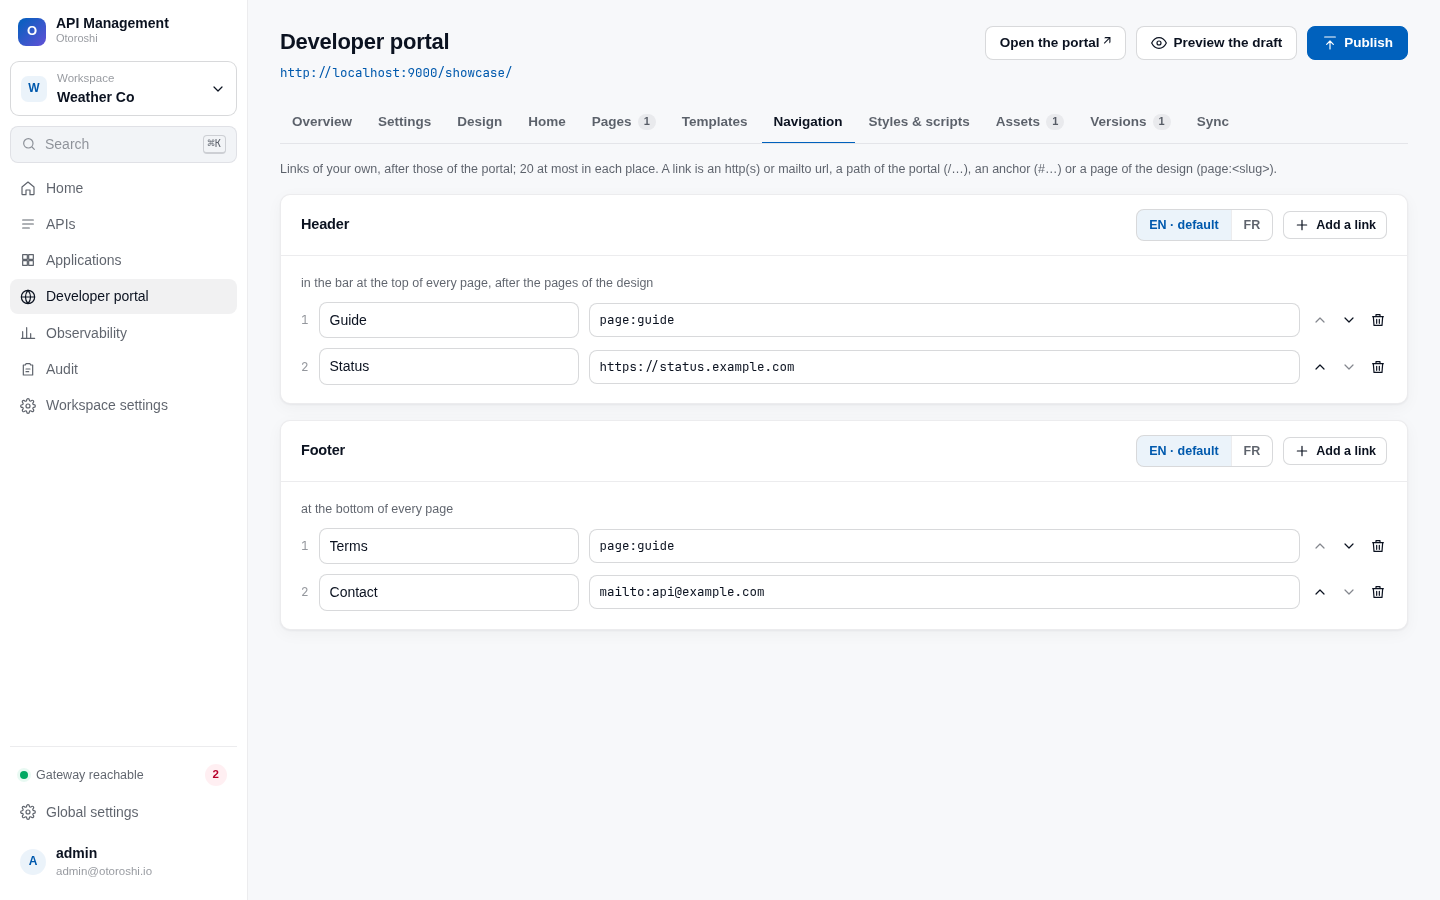 O
API Management
Otoroshi
W
Workspace
Weather Co
Search
⌘K
Home
APIs
Applications
Developer portal
Observability
Audit
Workspace settings
Gateway reachable
2
Global settings
A
admin
admin@otoroshi.io
Developer portal
http://localhost:9000/showcase/
Open the portal
Preview the draft
Publish
Overview
Settings
Design
Home
Pages 1
Templates
Navigation
Styles & scripts
Assets 1
Versions 1
Sync
Links of your own, after those of the portal; 20 at most in each place. A link is an http(s) or mailto url, a path of the portal (/…), an anchor (#…) or a page of the design (page:<slug>).
Header
EN · default
FR
Add a link
in the bar at the top of every page, after the pages of the design
1 Guide page:guide
2 Status https://status.example.com
Footer
EN · default
FR
Add a link
at the bottom of every page
1 Terms page:guide
2 Contact mailto:api@example.com